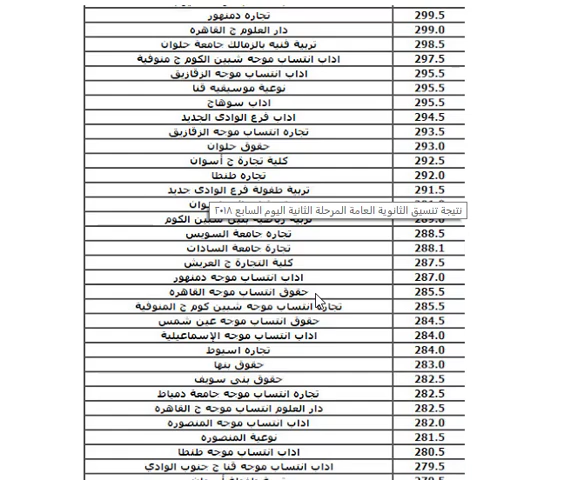 تجاره دمنهور 299.5
دار العلوم ج القاهره 299.0
تربية فنيه بالزمالك جامعة حلوان 298.5
اداب انتساب موجه شبين الكوم ج منوفية 297.5
اداب انتساب موجه الزقازيق 295.5
نوعية موسيقيه قنا 295.5
اداب سوهاج 295.5
اداب فرع الوادى الجديد 294.5
تجاره انتساب موجه الزقازيق 293.5
حقوق حلوان 293.0
كلية تجارة ج أسوان 292.5
تجاره طنطا 292.0
تربية طفولة فرع الوادى جديد 291.5
نتيجة تنسيق الثانوية العامة المرحلة الثانية اليوم السابع ٢٠١٨
تجاره جامعة السويس 288.5
تجارة جامعة السادات 288.1
كلية التجارة ج العريش 287.5
اداب انتساب موجه دمنهور 287.0
حقوق انتساب موجه القاهره 285.5
تجاره انتساب موجه شبين كوم ج المنوفية 285.5
حقوق انتساب موجه عين شمس 284.5
اداب انتساب موجه الإسماعيلية 284.0
تجاره اسيوط 284.0
حقوق بنها 283.0
حقوق بنى سويف 282.5
تجاره انتساب موجه جامعة دمياط 282.5
دار العلوم انتساب موجه ج القاهره 282.5
اداب انتساب موجه المنصوره 282.0
نوعية المنصوره 281.5
اداب انتساب موجه طنطا 280.5
اداب انتساب موجه قنا ج جنوب الوادى 279.5